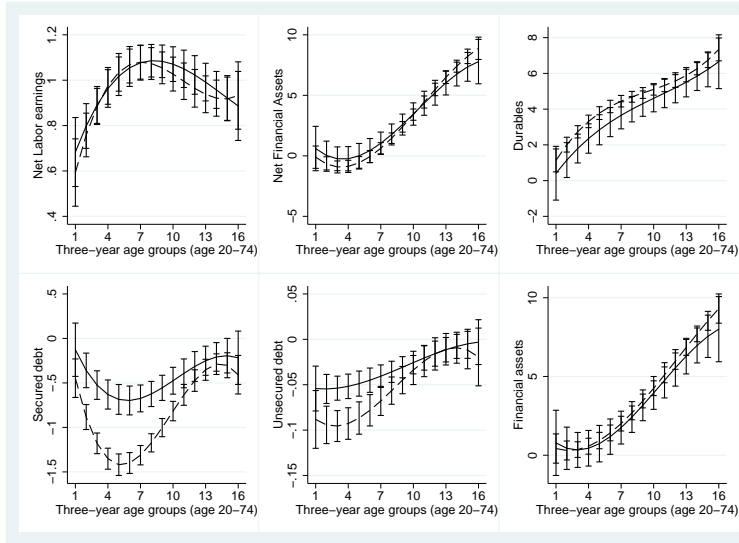 Net Labor earnings
1.2
1
.8
.6
.4
1 4 7 10 13 16
Three−year age groups (age 20−74)
Net Financial Assets
10
5
0
−5
1 4 7 10 13 16
Three−year age groups (age 20−74)
Durables
8
6
4
2
0
−2
1 4 7 10 13 16
Three−year age groups (age 20−74)
Secured debt
.5
0
−.5
−.1
−1.5
1 4 7 10 13 16
Three−year age groups (age 20−74)
Unsecured debt
.05
0
−.05
−.1
−.15
1 4 7 10 13 16
Three−year age groups (age 20−74)
Financial assets
10
5
0
1 4 7 10 13 16
Three−year age groups (age 20−74)